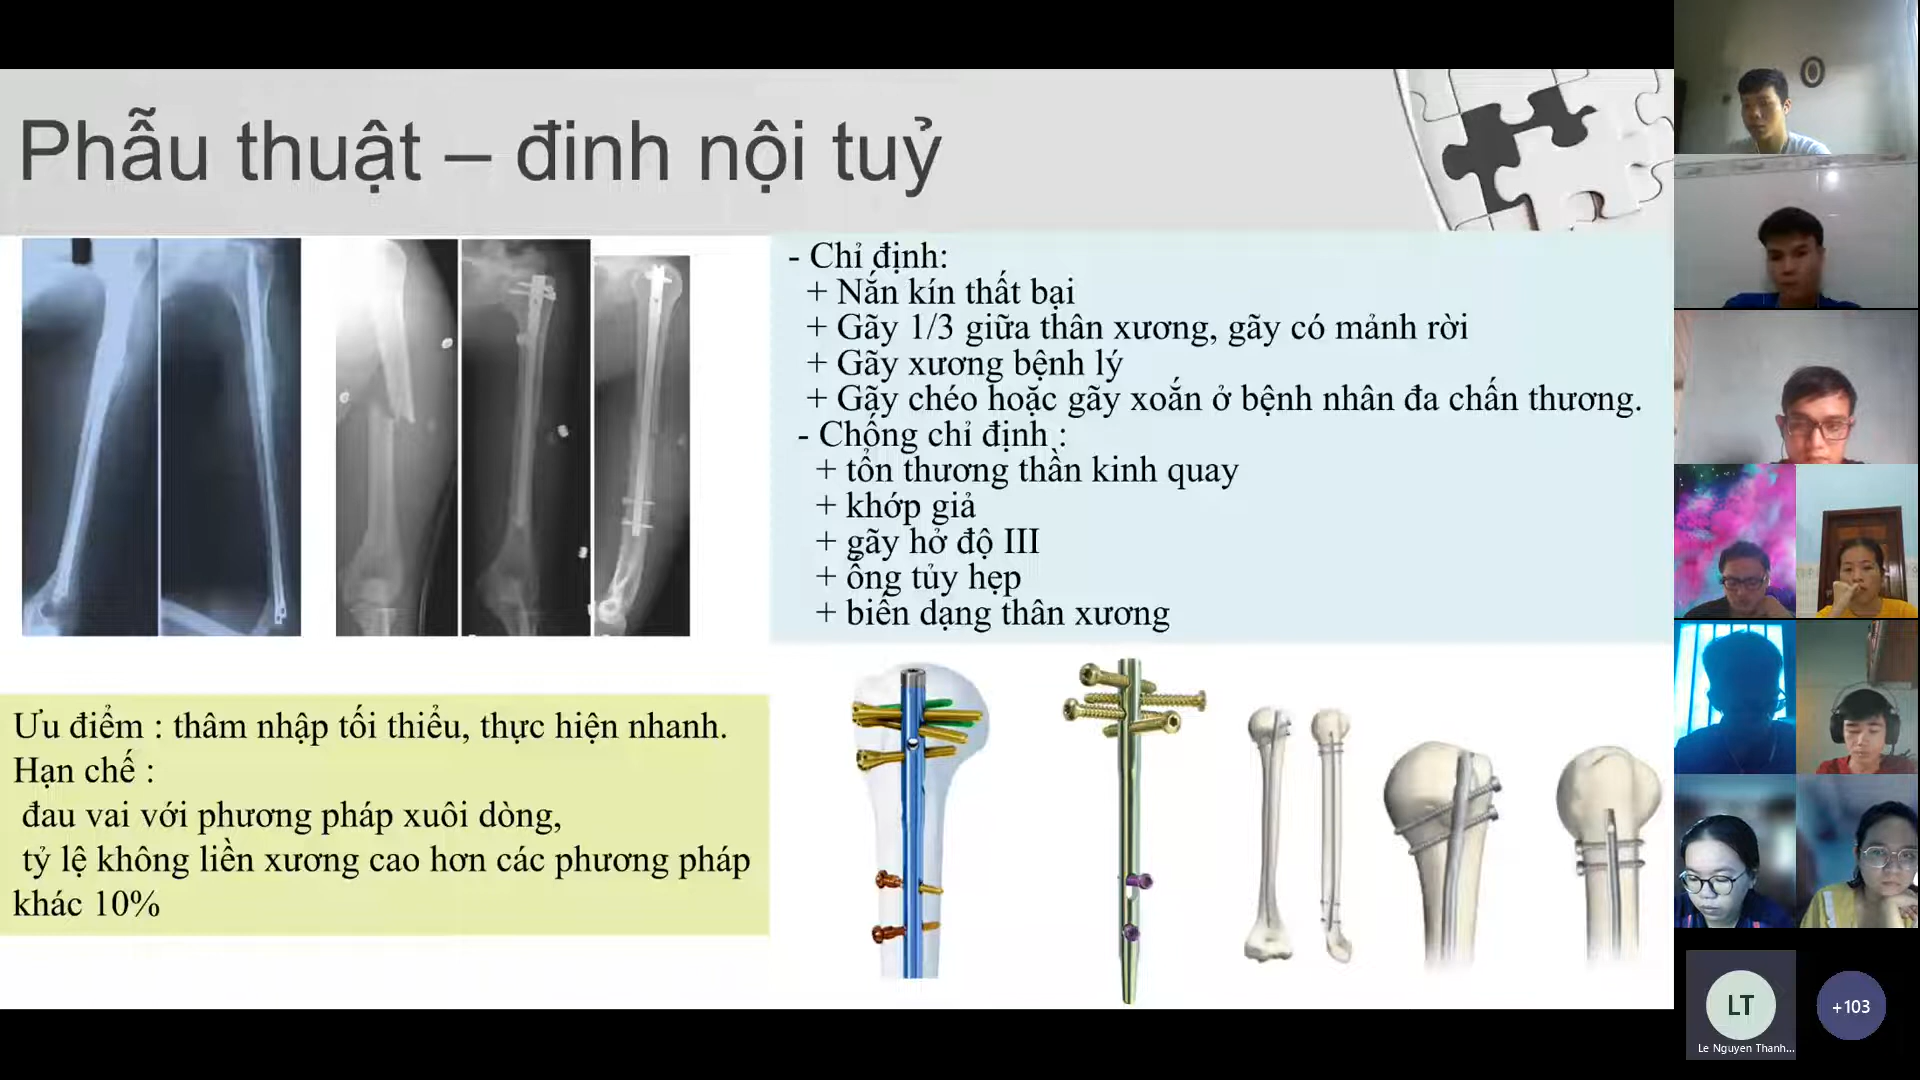 Phẫu thuật – đinh nội tuỷ
- Chỉ định:
+ Nắn kín thất bại
+ Gãy 1/3 giữa thân xương, gãy có mảnh rời
+ Gãy xương bệnh lý
+ Gãy chéo hoặc gãy xoắn ở bệnh nhân đa chấn thương.
- Chống chỉ định :
+ tổn thương thần kinh quay
+ khớp giả
+ gãy hở độ III
+ ống tủy hẹp
+ biến dạng thân xương
Ưu điểm : thâm nhập tối thiểu, thực hiện nhanh.
Hạn chế :
đau vai với phương pháp xuôi dòng,
tỷ lệ không liền xương cao hơn các phương pháp
khác 10%
LT
+103
Le Nguyen Thanh...